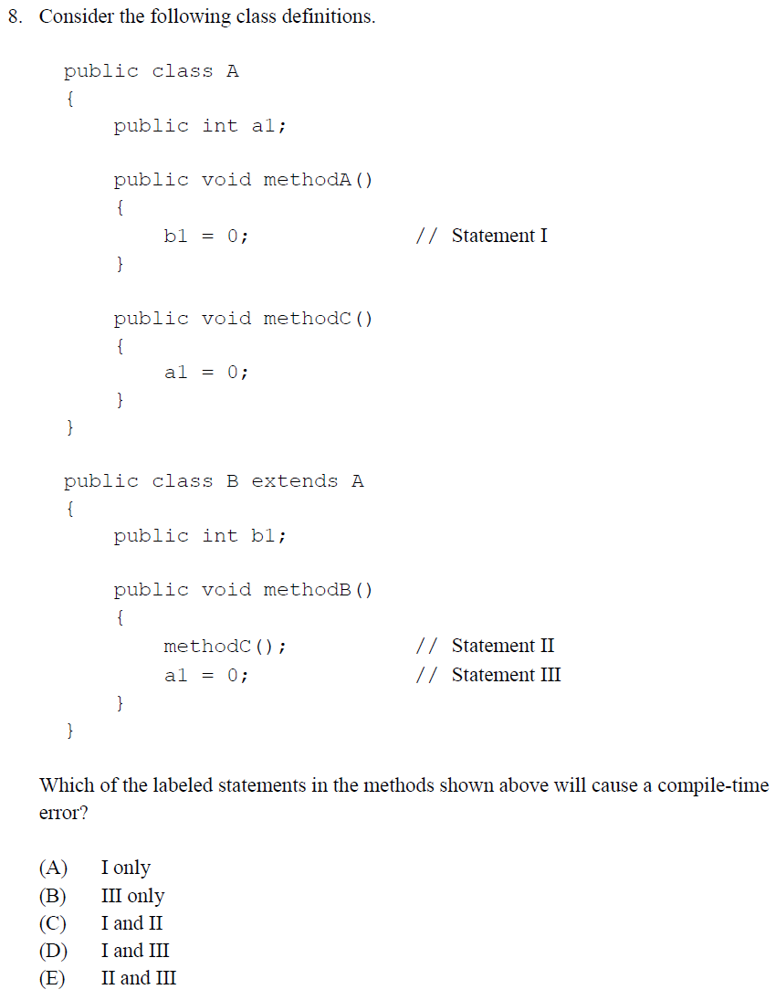 8. Consider the following class definitions.
public class A
{
public int a1;
public void methodA()
{
b1 = 0; // Statement I
}
public void methodC()
{
a1 = 0;
}
}
public class B extends A
{
public int b1;
public void methodB()
{
methodC(); // Statement II
a1 = 0; // Statement III
}
}
Which of the labeled statements in the methods shown above will cause a compile-time
error?
(A) I only
(B) III only
(C) I and II
(D) I and III
(E) II and III